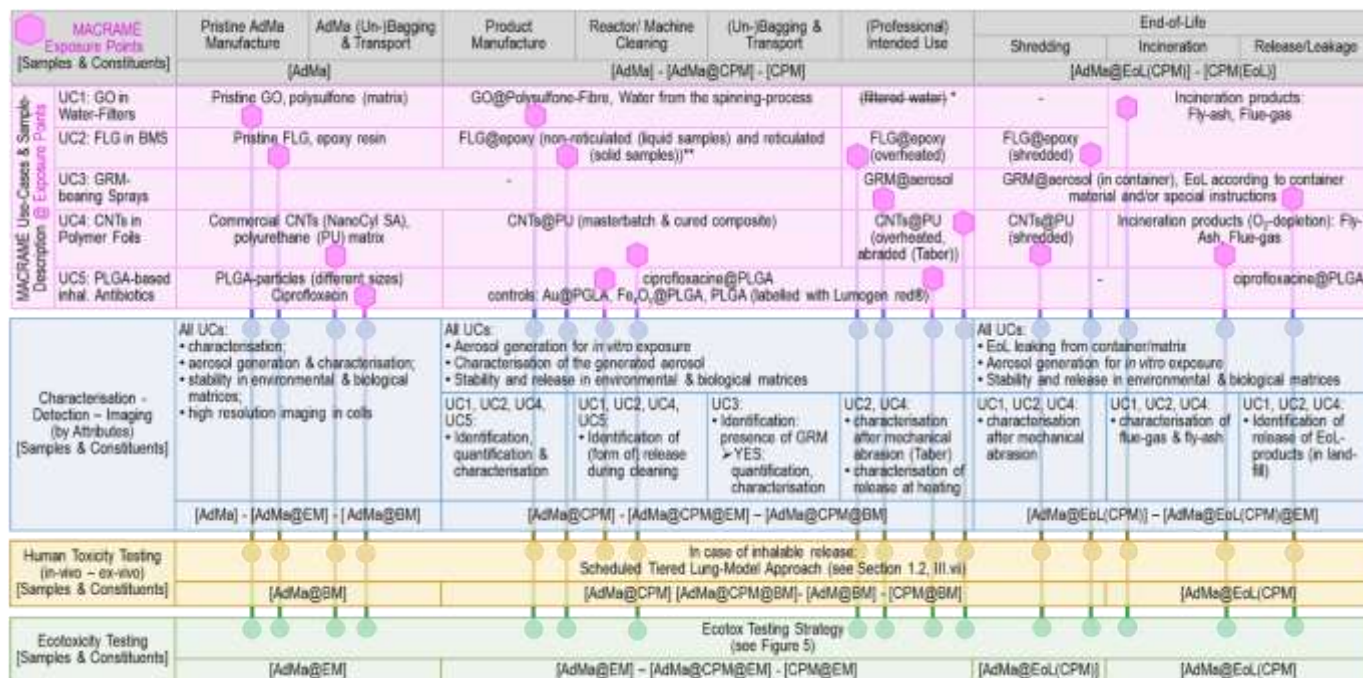 MACRAME
Exposure Points
[Samples & Constituents]
Pristine AdMa
Manufacture
AdMa (Un-)Bagging
& Transport
Product
Manufacture
Reactor/ Machine
Cleaning
(Un-)Bagging &
Transport
(Professional)
Intended Use
End-of-Life
Shredding
Incineration
Release/Leakage
[AdMa]
[AdMa] - [AdMa@CPM] - [CPM]
[AdMa@EoL(CPM)] - [CPM(EoL)]
MACRAME Use-Cases & Sample-
Description @ Exposure Points
UC1: GO in
Water-Filters
Pristine GO, polysulfone (matrix)
GO@Polysulfone-Fibre, Water from the spinning-process
(filtered water) *
-
Incineration products:
Fly-ash, Flue-gas
UC2: FLG in BMS
Pristine FLG, epoxy resin
FLG@epoxy (non-reticulated (liquid samples) and reticulated
(solid samples))**
FLG@epoxy
(overheated)
FLG@epoxy
(shredded)
UC3: GRM-
bearing Sprays
-
GRM@aerosol
GRM@aerosol (in container), EoL according to container
material and/or special instructions
UC4: CNTs in
Polymer Foils
Commercial CNTs (NanoCyl SA),
polyurethane (PU) matrix
CNTs@PU (masterbatch & cured composite)
CNTs@PU
(overheated,
abraded (Taber))
CNTs@PU
(shredded)
Incineration products (O₂-depletion): Fly-
Ash, Flue-gas
UC5: PLGA-based
inhal. Antibiotics
PLGA-particles (different sizes)
Ciprofloxacin
ciprofloxacine@PLGA
controls: Au@PGLA, FexOy@PLGA, PLGA (labelled with Lumogen red®)
-
ciprofloxacine@PLGA
Characterisation -
Detection – Imaging
(by Attributes)
[Samples & Constituents]
All UCs:
• characterisation;
• aerosol generation & characterisation;
• stability in environmental & biological
matrices;
• high resolution imaging in cells
All UCs:
• Aerosol generation for in vitro exposure
• Characterisation of the generated aerosol
• Stability and release in environmental & biological matrices
All UCs:
• EoL leaking from container/matrix
• Aerosol generation for in vitro exposure
• Stability and release in environmental & biological matrices
UC1, UC2, UC4,
UC5:
• Identification,
quantification &
characterisation
UC1, UC2, UC4,
UC5:
• Identification of
(form of) release
during cleaning
UC3:
• Identification:
presence of GRM
➢YES:
quantification,
characterisation
UC2, UC4:
• characterisation
after mechanical
abrasion (Taber)
• characterisation of
release at heating
UC1, UC2, UC4:
• characterisation
after mechanical
abrasion
UC1, UC2, UC4:
• characterisation of
flue-gas & fly-ash
UC1, UC2, UC4:
• Identification of
release of EoL-
products (in land-
fill)
[AdMa] - [AdMa@EM] - [AdMa@BM]
[AdMa@CPM] - [AdMa@CPM@EM] – [AdMa@CPM@BM]
[AdMa@EoL(CPM)] – [AdMa@EoL(CPM)@EM]
Human Toxicity Testing
(in-vivo – ex-vivo)
[Samples & Constituents]
In case of inhalable release:
Scheduled Tiered Lung-Model Approach (see Section 1.2, III.vii)
[AdMa@BM]
[AdMa@CPM] [AdMa@CPM@BM]- [AdM@BM] - [CPM@BM]
[AdMa@EoL(CPM]
Ecotoxicity Testing
[Samples & Constituents]
Ecotox Testing Strategy
(see Figure 5)
[AdMa@EM]
[AdMa@EM] – [AdMa@CPM@EM] - [CPM@EM]
[AdMa@EoL(CPM)]
[AdMa@EoL(CPM]